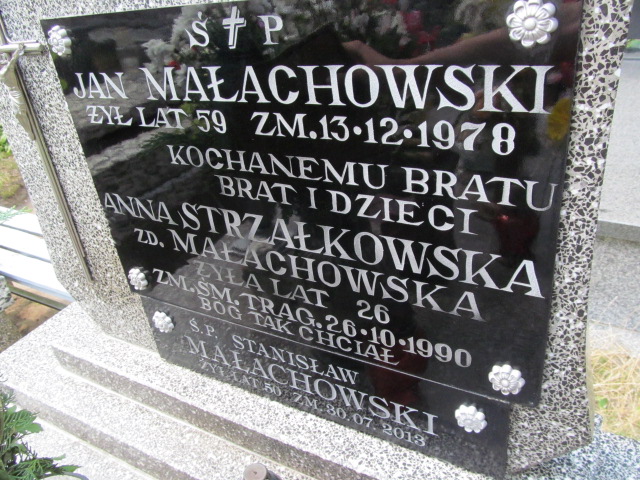 Ś P
JAN MAŁACHOWSKI
ŻYŁ LAT 59 ZM.13·12·1978
KOCHANEMU BRATU
BRAT I DZIECI
ANNA STRZAŁKOWSKA
ZD. MAŁACHOWSKA
ŻYŁA LAT 26
ZM.ŚM. TRAG. 26·10·1990
BÓG TAK CHCIAŁ
Ś.P. STANISŁAW
MAŁACHOWSKI
ŻYŁ LAT 50 ZM. 30.07.2013